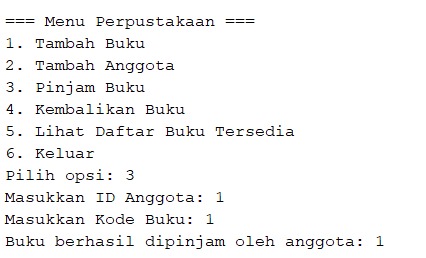 === Menu Perpustakaan ===
1. Tambah Buku
2. Tambah Anggota
3. Pinjam Buku
4. Kembalikan Buku
5. Lihat Daftar Buku Tersedia
6. Keluar
Pilih opsi: 3
Masukkan ID Anggota: 1
Masukkan Kode Buku: 1
Buku berhasil dipinjam oleh anggota: 1